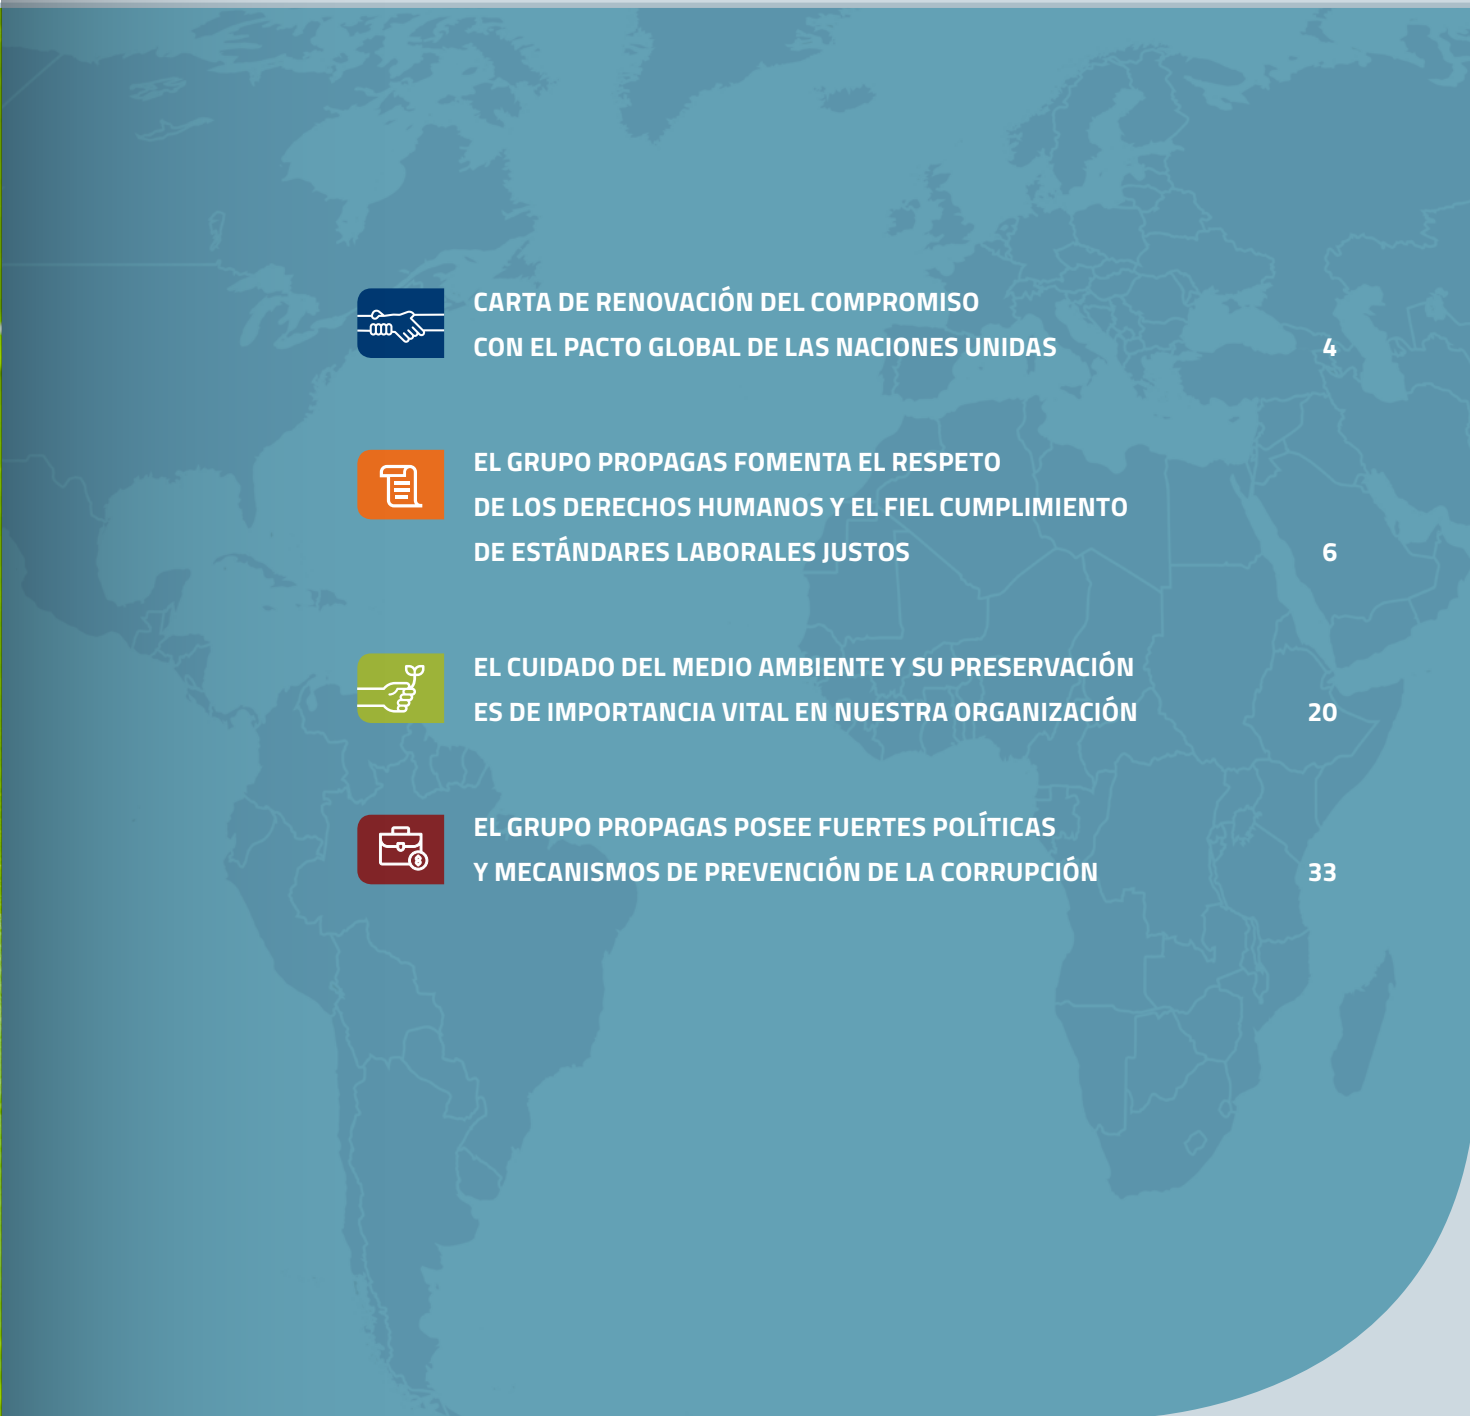 CARTA DE RENOVACIÓN DEL COMPROMISO
CON EL PACTO GLOBAL DE LAS NACIONES UNIDAS 4
EL GRUPO PROPAGAS FOMENTA EL RESPETO
DE LOS DERECHOS HUMANOS Y EL FIEL CUMPLIMIENTO
DE ESTÁNDARES LABORALES JUSTOS 6
EL CUIDADO DEL MEDIO AMBIENTE Y SU PRESERVACIÓN
ES DE IMPORTANCIA VITAL EN NUESTRA ORGANIZACIÓN 20
EL GRUPO PROPAGAS POSEE FUERTES POLÍTICAS
Y MECANISMOS DE PREVENCIÓN DE LA CORRUPCIÓN 33